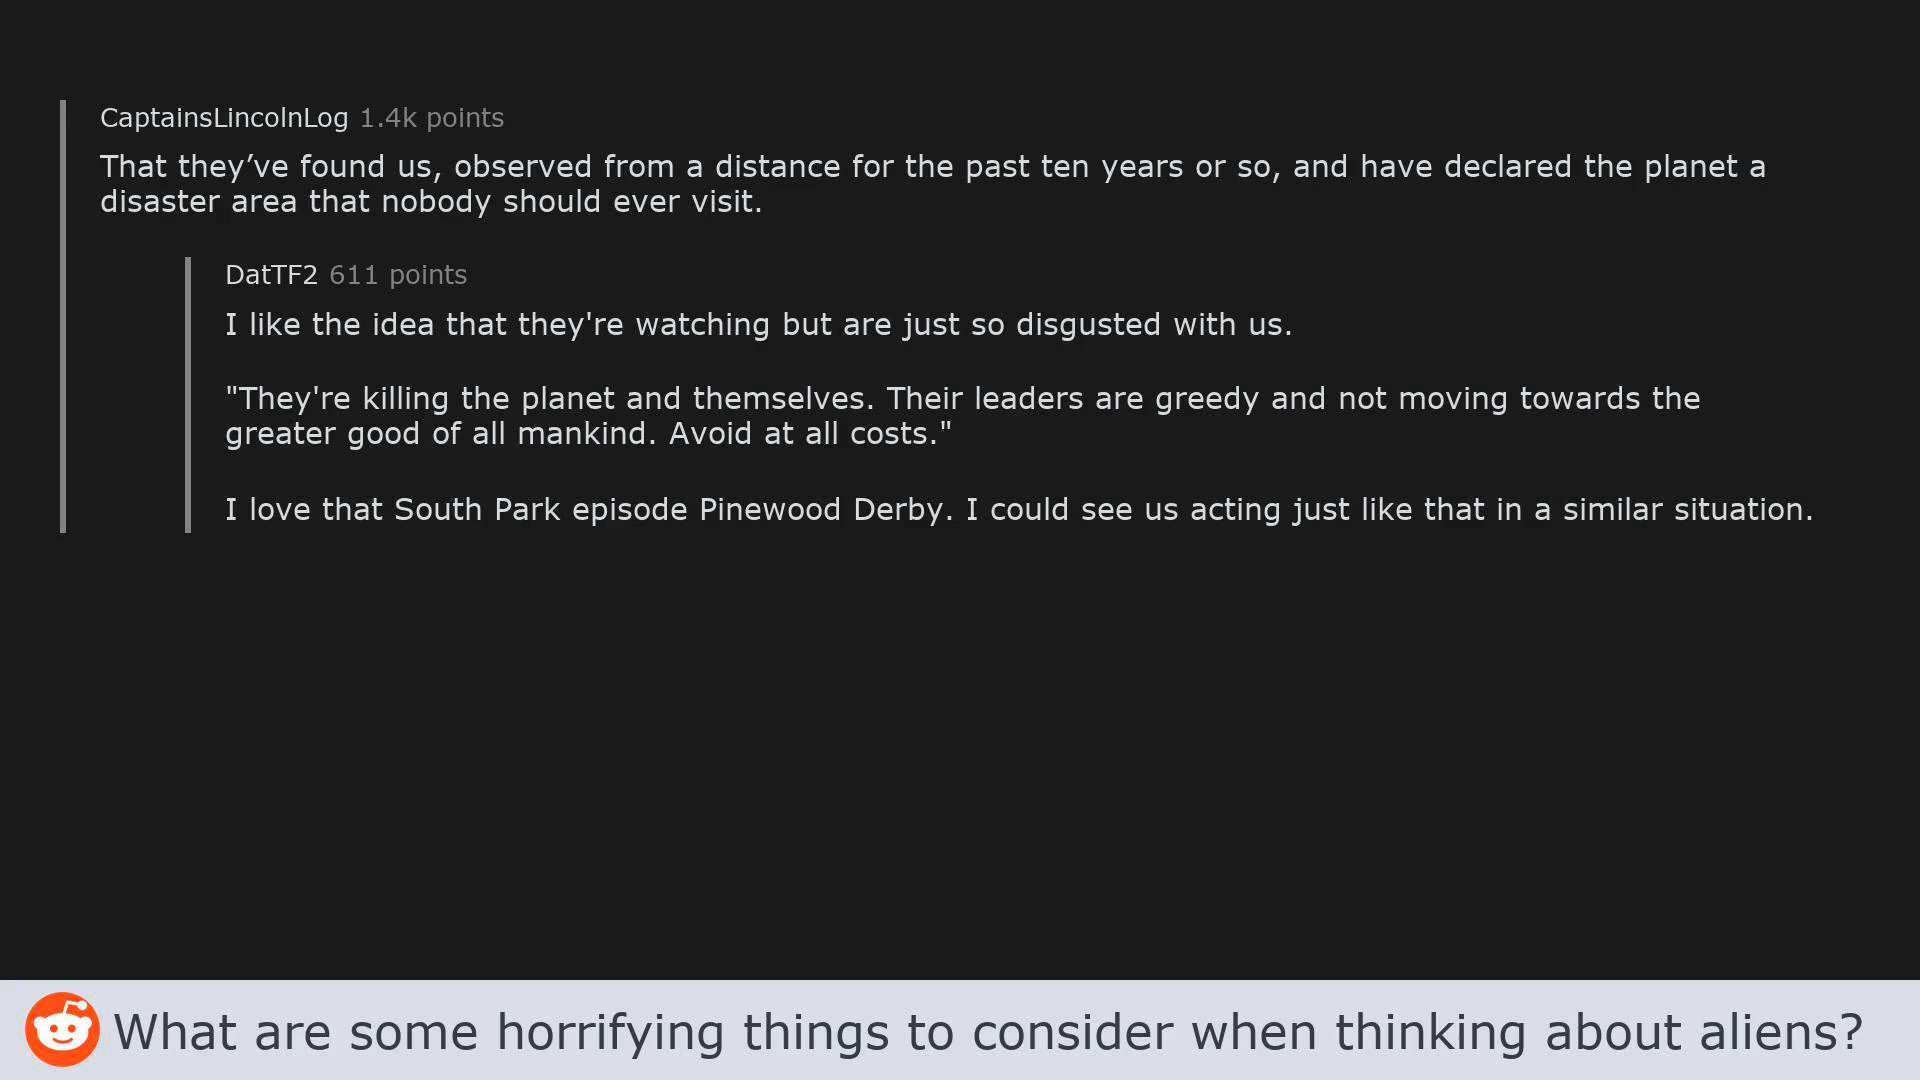 CaptainsLincolnLog 1.4k points
That they’ve found us, observed from a distance for the past ten years or so, and have declared the planet a
disaster area that nobody should ever visit.
DatTF2 611 points
I like the idea that they're watching but are just so disgusted with us.
"They're killing the planet and themselves. Their leaders are greedy and not moving towards the
greater good of all mankind. Avoid at all costs."
I love that South Park episode Pinewood Derby. I could see us acting just like that in a similar situation.
What are some horrifying things to consider when thinking about aliens?